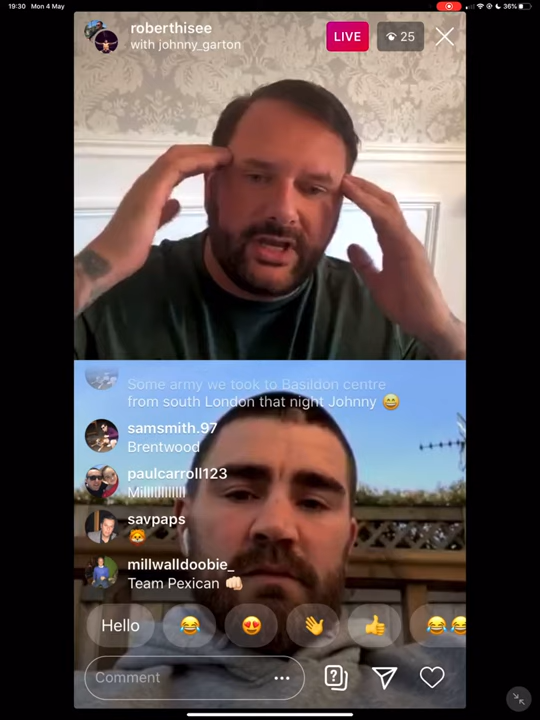 19:30 Mon 4 May
36%
roberthisee
with johnny_garton
LIVE
25
Some army we took to Basildon centre
from south London that night Johnny 😅
samsmith.97
Brentwood
paulcarroll123
Millllllllllll
savpaps
🦁
millwalldoobie_
Team Pexican 👊🏻
Hello 😂 😍 👋 👍 😂😂
Comment